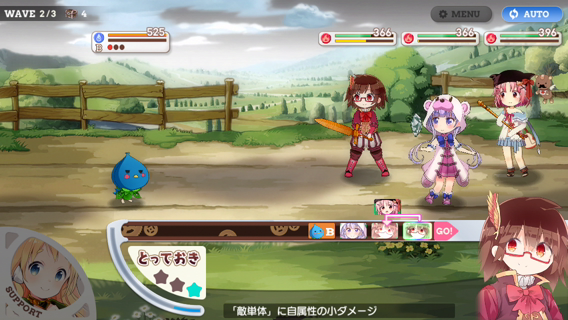 WAVE 2/3 4
MENU
AUTO
525
B
366
366
396
B
GO!
とっておき
SUPPORT
「敵単体」に自属性の小ダメージ